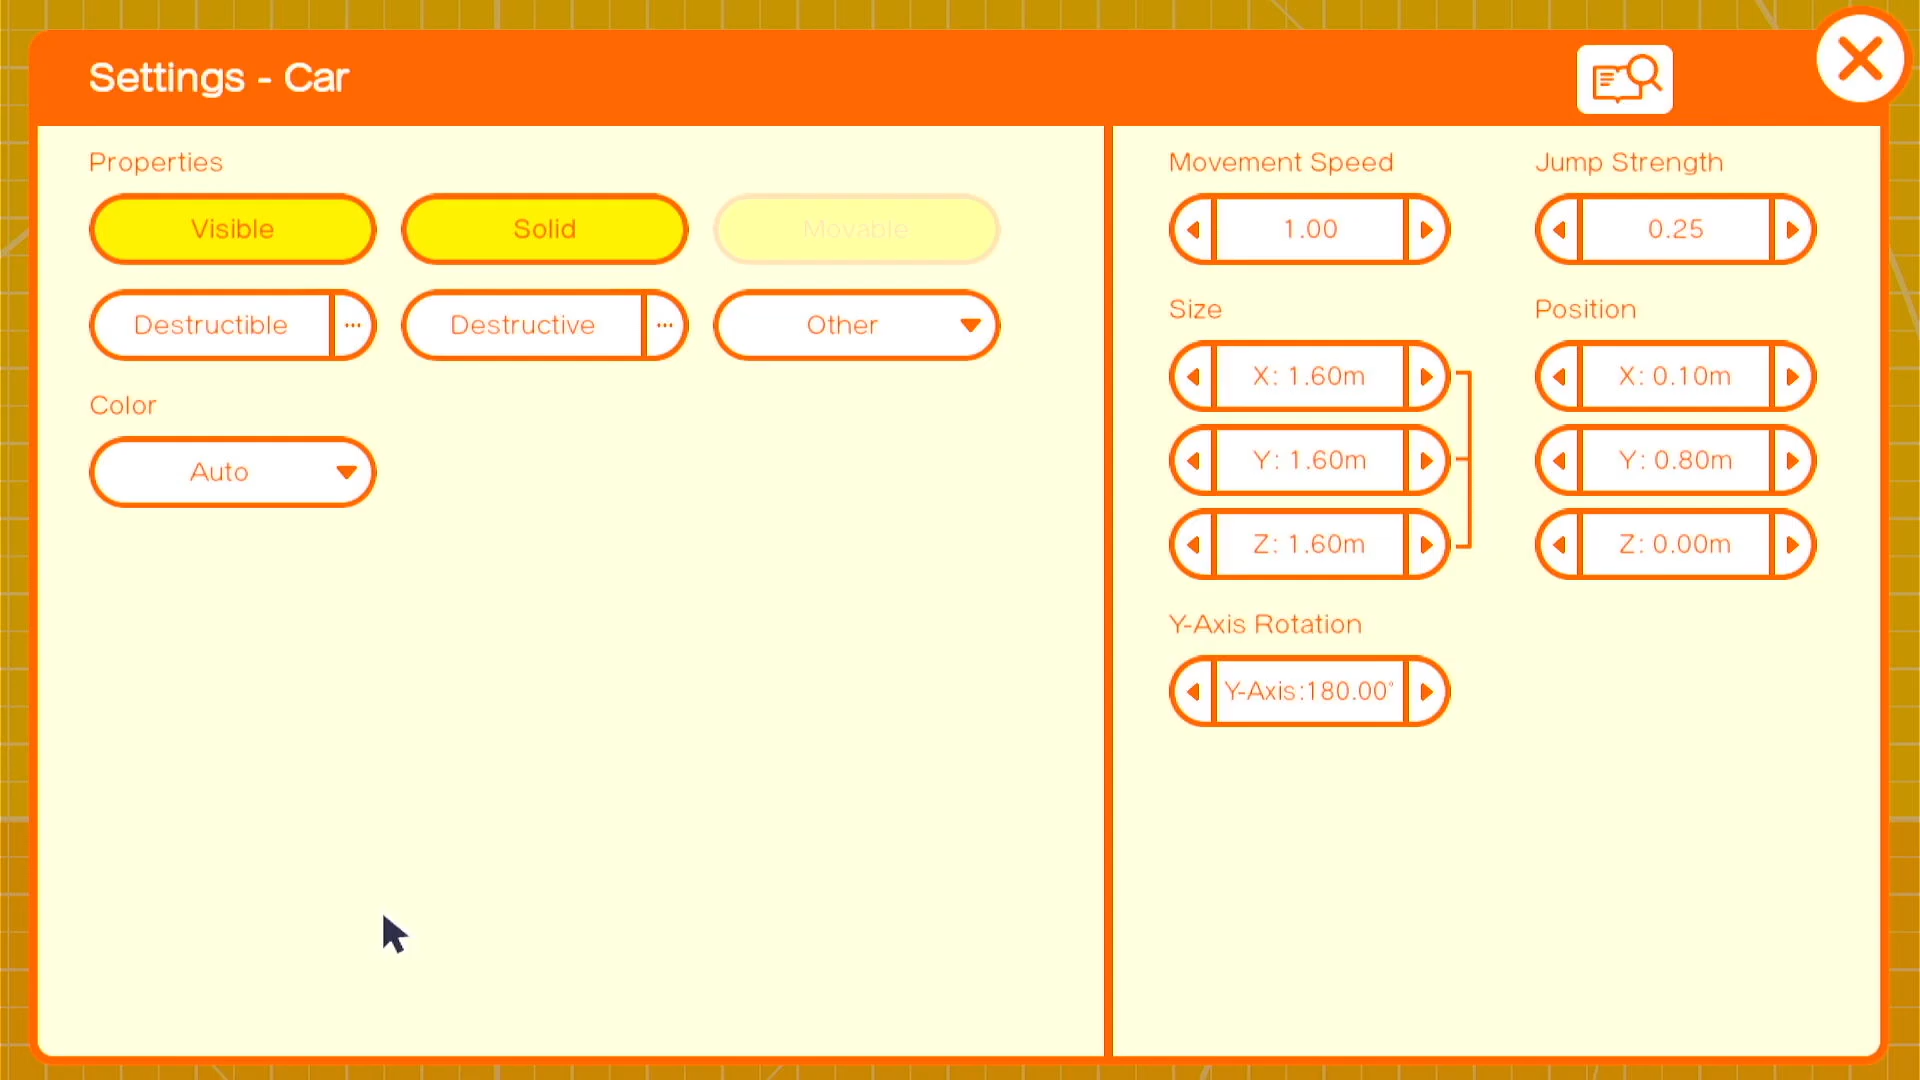 Settings - Car
Properties
Visible
Solid
Movable
Destructible
...
Destructive
...
Other
Color
Auto
Movement Speed
1.00
Jump Strength
0.25
Size
X: 1.60m
Y: 1.60m
Z: 1.60m
Position
X: 0.10m
Y: 0.80m
Z: 0.00m
Y-Axis Rotation
Y-Axis:180.00°